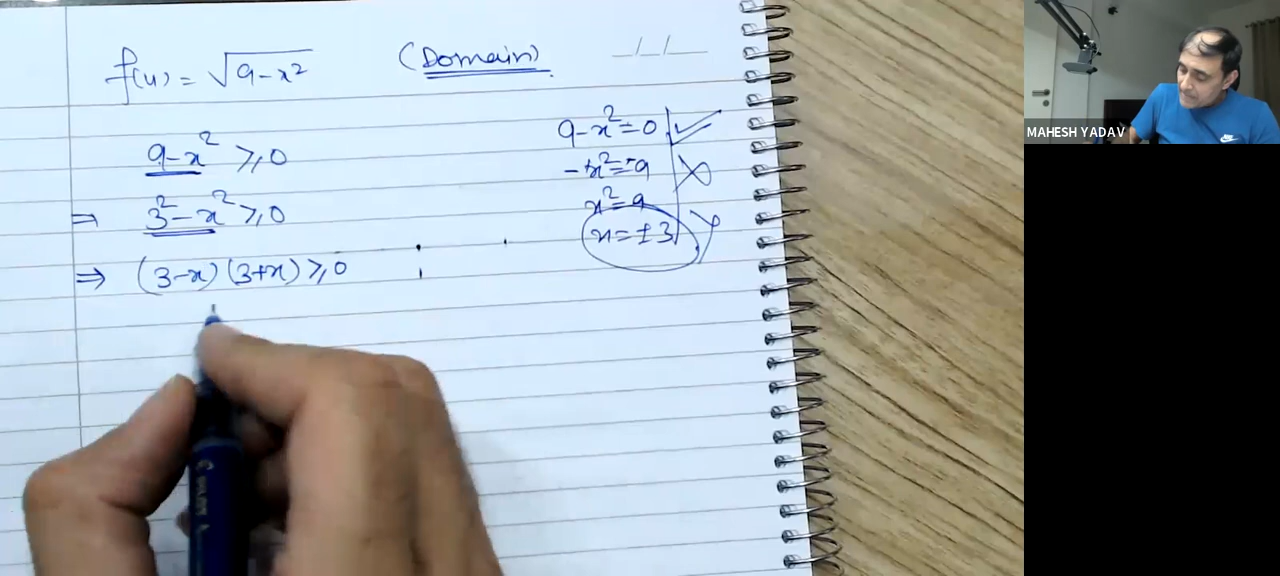 f(u) = √9-x² (Domain) _/_/_
9-x² ≥ 0
⇒ 3²-x² ≥ 0
⇒ (3-x)(3+x) ≥ 0
9-x²=0
-x²=-9
x²=9
x=±3
MAHESH YADAV